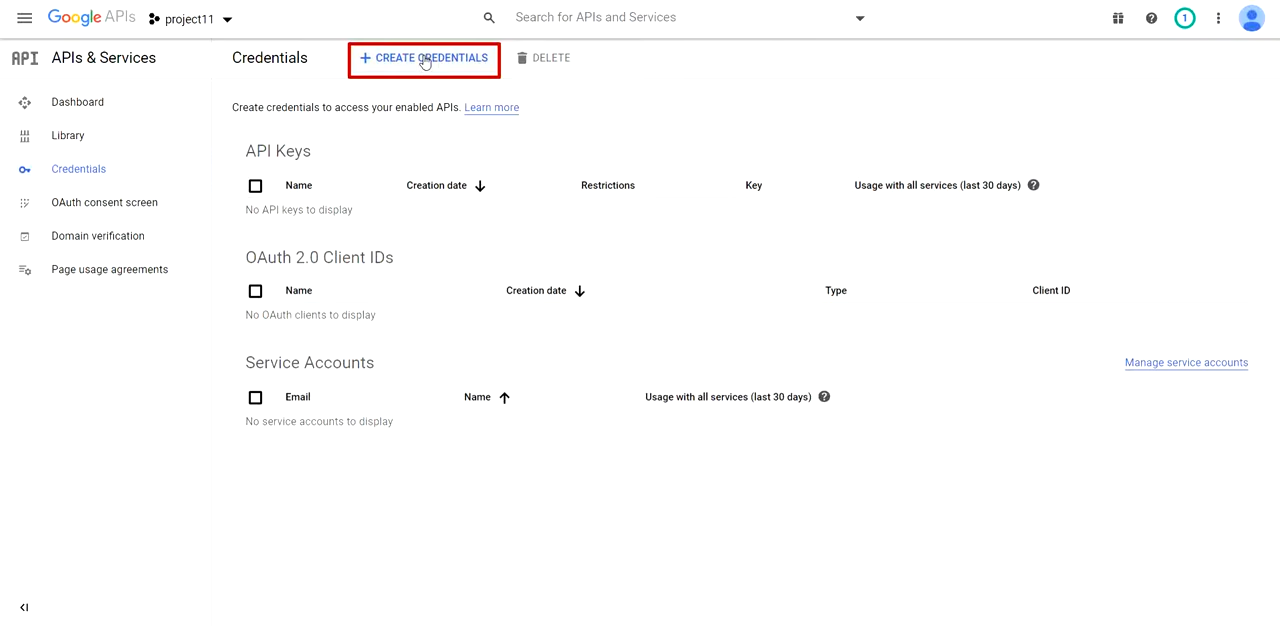 Google APIs project11 Search for APIs and Services 1
API APIs & Services Credentials + CREATE CREDENTIALS DELETE
Dashboard
Library
Credentials
OAuth consent screen
Domain verification
Page usage agreements
Create credentials to access your enabled APIs. Learn more
API Keys
Name Creation date Restrictions Key Usage with all services (last 30 days) ?
No API keys to display
OAuth 2.0 Client IDs
Name Creation date Type Client ID
No OAuth clients to display
Service Accounts Manage service accounts
Email Name Usage with all services (last 30 days) ?
No service accounts to display